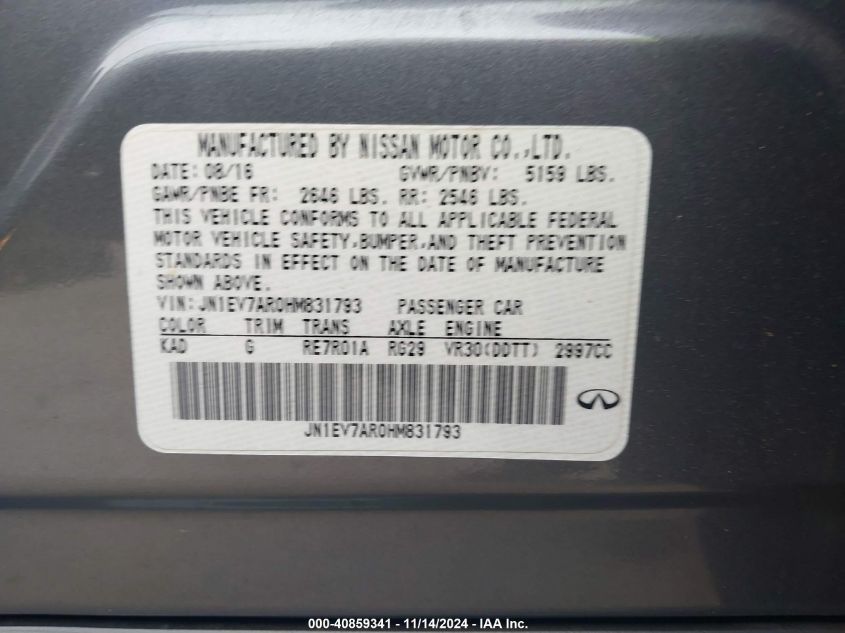 MANUFACTURED BY NISSAN MOTOR CO.,LTD.
DATE: 08/16 GVWR/PNBV: 5159 LBS.
GAWR/PNBE FR: 2646 LBS. RR: 2546 LBS.
THIS VEHICLE CONFORMS TO ALL APPLICABLE FEDERAL
MOTOR VEHICLE SAFETY,BUMPER,AND THEFT PREVENTION
STANDARDS IN EFFECT ON THE DATE OF MANUFACTURE
SHOWN ABOVE.
VIN:JN1EV7AR0HM831793 PASSENGER CAR
COLOR TRIM TRANS AXLE ENGINE
KAD G RE7R01A RG29 VR30(DDTT) 2997CC
JN1EV7AR0HM831793
000-40859341 - 11/14/2024 - IAA Inc.